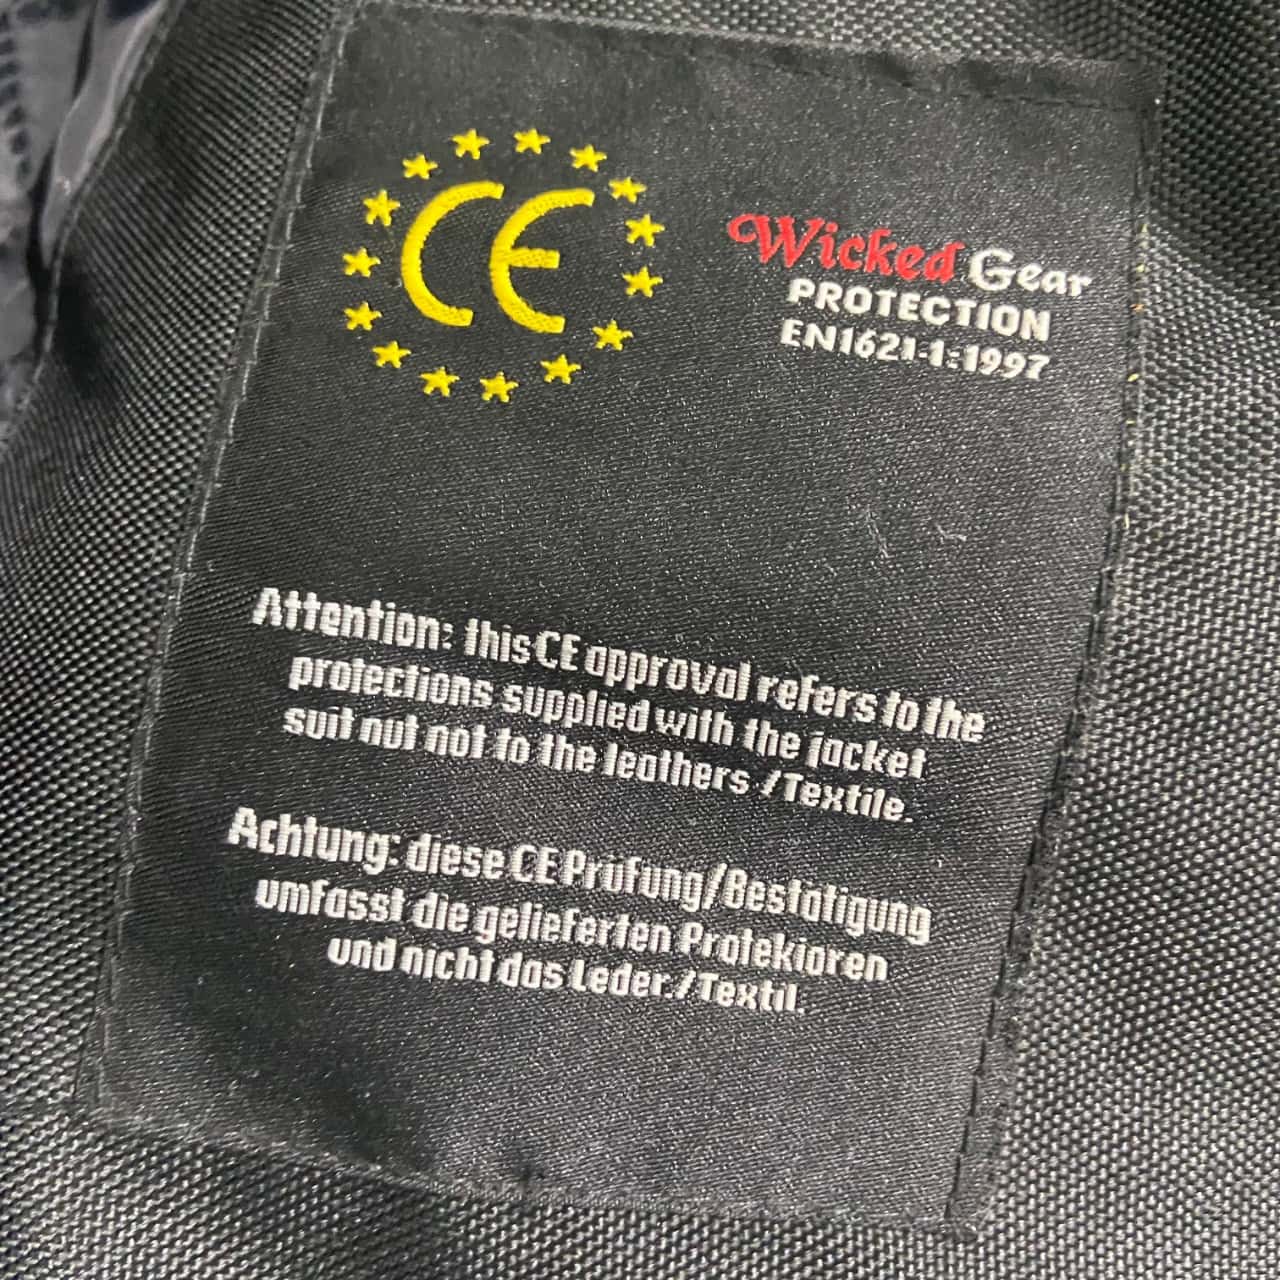 CE
Wicked Gear
PROTECTION
EN1621-1:1997
Attention: this CE approval refers to the
protections supplied with the jacket
suit nut not to the leathers /Textile.
Achtung: diese CE Prüfung/Bestätigung
umfasst die gelieferten Protekioren
und nicht das Leder./Textil.